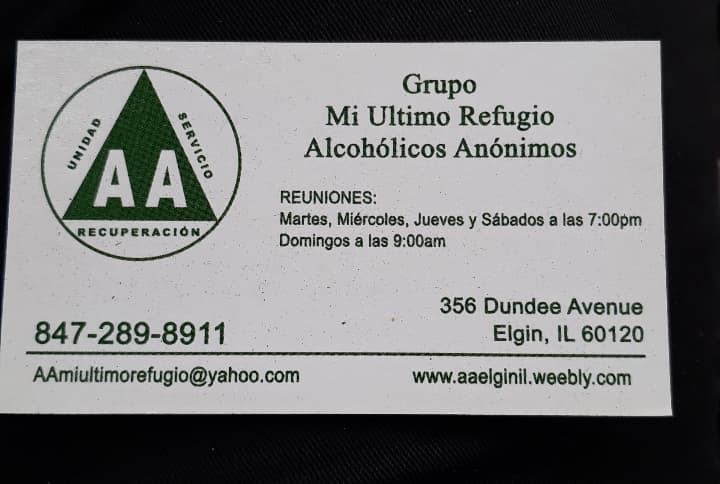 UNIDAD
SERVICIO
AA
RECUPERACIÓN
Grupo
Mi Ultimo Refugio
Alcohólicos Anónimos
REUNIONES:
Martes, Miércoles, Jueves y Sábados a las 7:00pm
Domingos a las 9:00am
356 Dundee Avenue
847-289-8911
Elgin, IL 60120
AAmiultimorefugio@yahoo.com
www.aaelginil.weebly.com